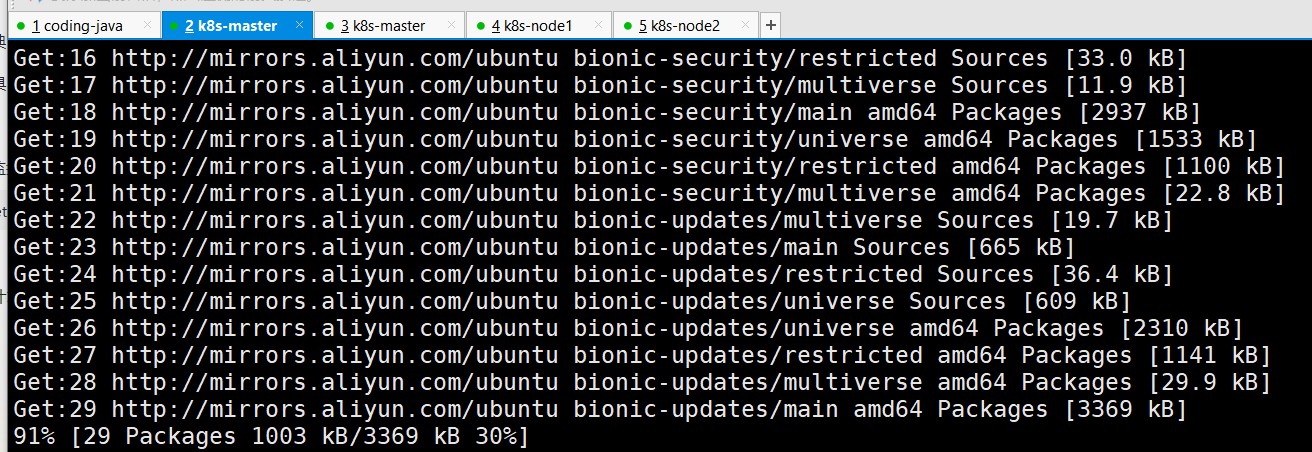 1 coding-java
2 k8s-master
3 k8s-master
4 k8s-node1
5 k8s-node2
Get:16 http://mirrors.aliyun.com/ubuntu bionic-security/restricted Sources [33.0 kB]
Get:17 http://mirrors.aliyun.com/ubuntu bionic-security/multiverse Sources [11.9 kB]
Get:18 http://mirrors.aliyun.com/ubuntu bionic-security/main amd64 Packages [2937 kB]
Get:19 http://mirrors.aliyun.com/ubuntu bionic-security/universe amd64 Packages [1533 kB]
Get:20 http://mirrors.aliyun.com/ubuntu bionic-security/restricted amd64 Packages [1100 kB]
Get:21 http://mirrors.aliyun.com/ubuntu bionic-security/multiverse amd64 Packages [22.8 kB]
Get:22 http://mirrors.aliyun.com/ubuntu bionic-updates/multiverse Sources [19.7 kB]
Get:23 http://mirrors.aliyun.com/ubuntu bionic-updates/main Sources [665 kB]
Get:24 http://mirrors.aliyun.com/ubuntu bionic-updates/restricted Sources [36.4 kB]
Get:25 http://mirrors.aliyun.com/ubuntu bionic-updates/universe Sources [609 kB]
Get:26 http://mirrors.aliyun.com/ubuntu bionic-updates/universe amd64 Packages [2310 kB]
Get:27 http://mirrors.aliyun.com/ubuntu bionic-updates/restricted amd64 Packages [1141 kB]
Get:28 http://mirrors.aliyun.com/ubuntu bionic-updates/multiverse amd64 Packages [29.9 kB]
Get:29 http://mirrors.aliyun.com/ubuntu bionic-updates/main amd64 Packages [3369 kB]
91% [29 Packages 1003 kB/3369 kB 30%]